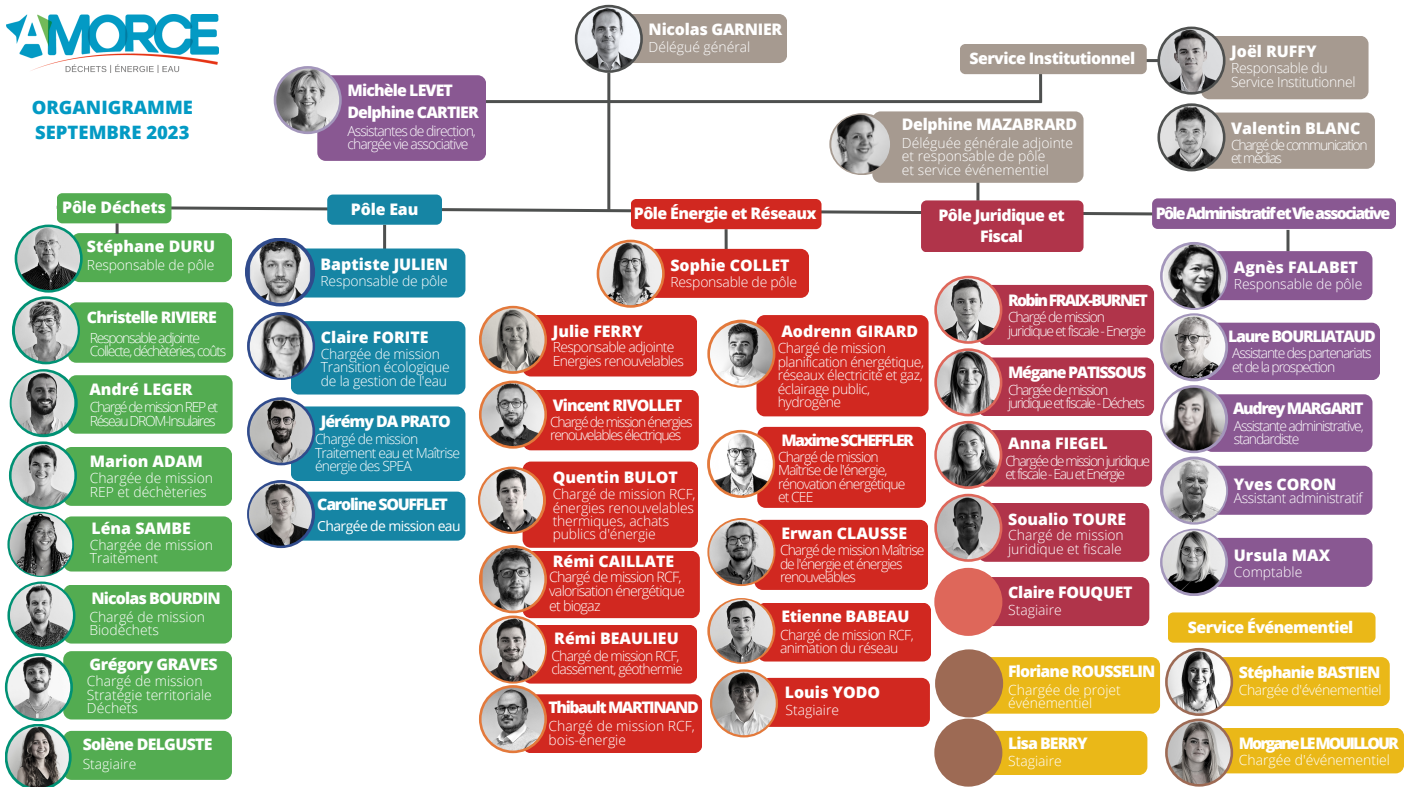 AMORCE
DÉCHETS | ÉNERGIE | EAU
ORGANIGRAMME
SEPTEMBRE 2023
Nicolas GARNIER
Délégué général
Michèle LEVET
Delphine CARTIER
Assistantes de direction,
chargée vie associative
Service Institutionnel
Joël RUFFY
Responsable du
Service Institutionnel
Valentin BLANC
Chargé de communication
et médias
Delphine MAZABRARD
Déléguée générale adjointe
et responsable de pôle
et service événementiel
Pôle Déchets
Stéphane DURU
Responsable de pôle
Christelle RIVIERE
Responsable adjointe
Collecte, déchèteries, coûts
André LEGER
Chargé de mission REP et
Réseau DROM-Insulaires
Marion ADAM
Chargée de mission
REP et déchèteries
Léna SAMBE
Chargée de mission
Traitement
Nicolas BOURDIN
Chargé de mission
Biodéchets
Grégory GRAVES
Chargé de mission
Stratégie territoriale
Déchets
Solène DELGUSTE
Stagiaire
Pôle Eau
Baptiste JULIEN
Responsable de pôle
Claire FORITE
Chargée de mission
Transition écologique
de la gestion de l'eau
Jérémy DA PRATO
Chargé de mission
Traitement eau et Maîtrise
énergie des SPEA
Caroline SOUFFLET
Chargée de mission eau
Pôle Énergie et Réseaux
Sophie COLLET
Responsable de pôle
Julie FERRY
Responsable adjointe
Energies renouvelables
Vincent RIVOLLET
Chargé de mission énergies
renouvelables électriques
Quentin BULOT
Chargé de mission RCF,
énergies renouvelables
thermiques, achats
publics d'énergie
Rémi CAILLATE
Chargé de mission RCF,
valorisation énergétique
et biogaz
Rémi BEAULIEU
Chargé de mission RCF,
classement, géothermie
Thibault MARTINAND
Chargé de mission RCF,
bois-énergie
Aodrenn GIRARD
Chargé de mission
planification énergétique,
réseaux électricité et gaz,
éclairage public,
hydrogène
Maxime SCHEFFLER
Chargé de mission
Maîtrise de l'énergie,
rénovation énergétique
et CEE
Erwan CLAUSSE
Chargé de mission Maîtrise
de l'énergie et énergies
renouvelables
Etienne BABEAU
Chargé de mission RCF,
animation du réseau
Louis YODO
Stagiaire
Pôle Juridique et
Fiscal
Robin FRAIX-BURNET
Chargé de mission
juridique et fiscale - Energie
Mégane PATISSOUS
Chargée de mission
juridique et fiscale - Déchets
Anna FIEGEL
Chargée de mission juridique
et fiscale - Eau et Energie
Soualio TOURE
Chargé de mission
juridique et fiscale
Claire FOUQUET
Stagiaire
Pôle Administratif et Vie associative
Agnès FALABET
Responsable de pôle
Laure BOURLIATAUD
Assistante des partenariats
et de la prospection
Audrey MARGARIT
Assistante administrative,
standardiste
Yves CORON
Assistant administratif
Ursula MAX
Comptable
Service Événementiel
Floriane ROUSSELIN
Chargée de projet
événementiel
Stéphanie BASTIEN
Chargée d'événementiel
Lisa BERRY
Stagiaire
Morgane LE MOUILLOUR
Chargée d'événementiel